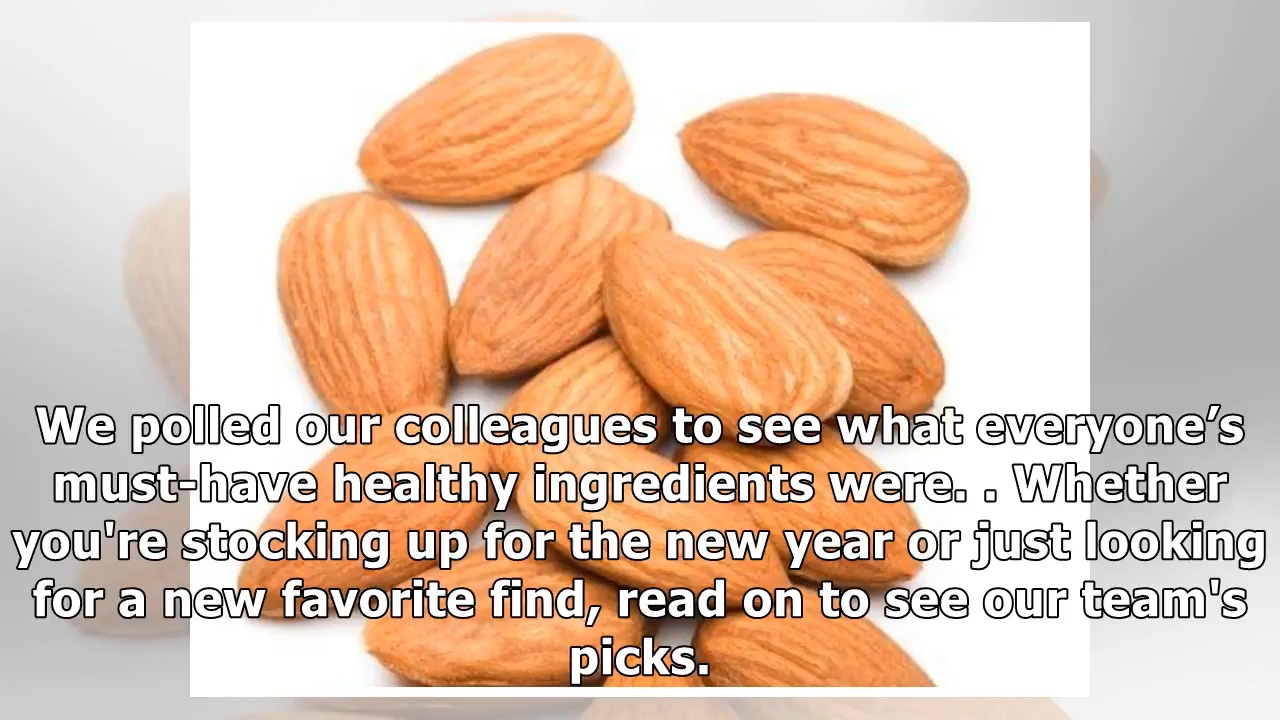 We polled our colleagues to see what everyone’s
must-have healthy ingredients were. . Whether
you're stocking up for the new year or just looking
for a new favorite find, read on to see our team's
picks.